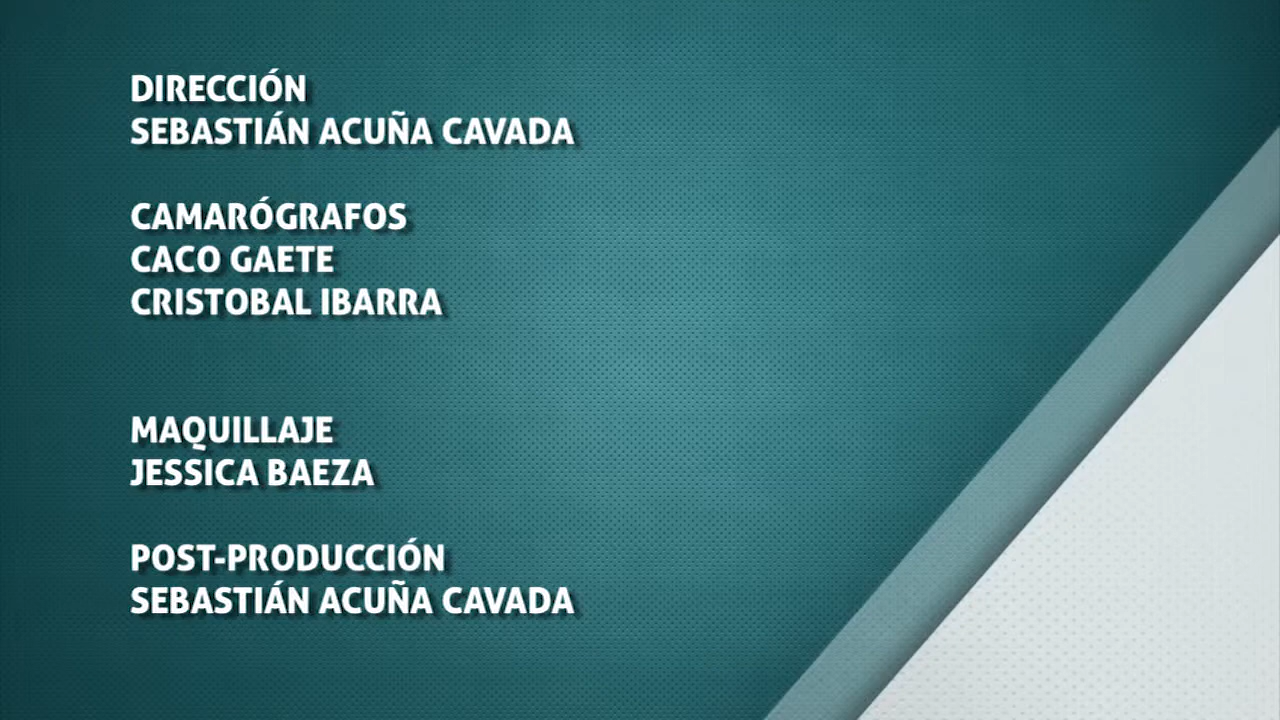 DIRECCIÓN
SEBASTIÁN ACUÑA CAVADA
CAMARÓGRAFOS
CACO GAETE
CRISTOBAL IBARRA
MAQUILLAJE
JESSICA BAEZA
POST-PRODUCCIÓN
SEBASTIÁN ACUÑA CAVADA